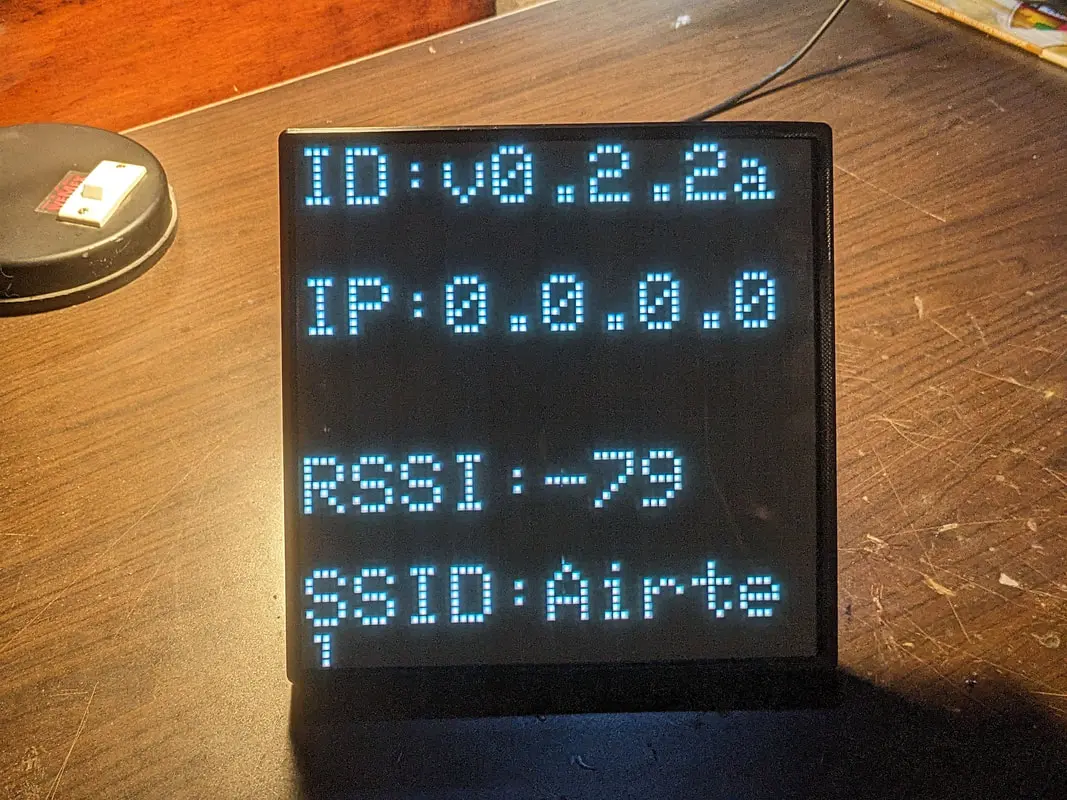 ID:v0.2.2a
IP:0.0.0.0
RSSI:-79
SSID:Airte
l